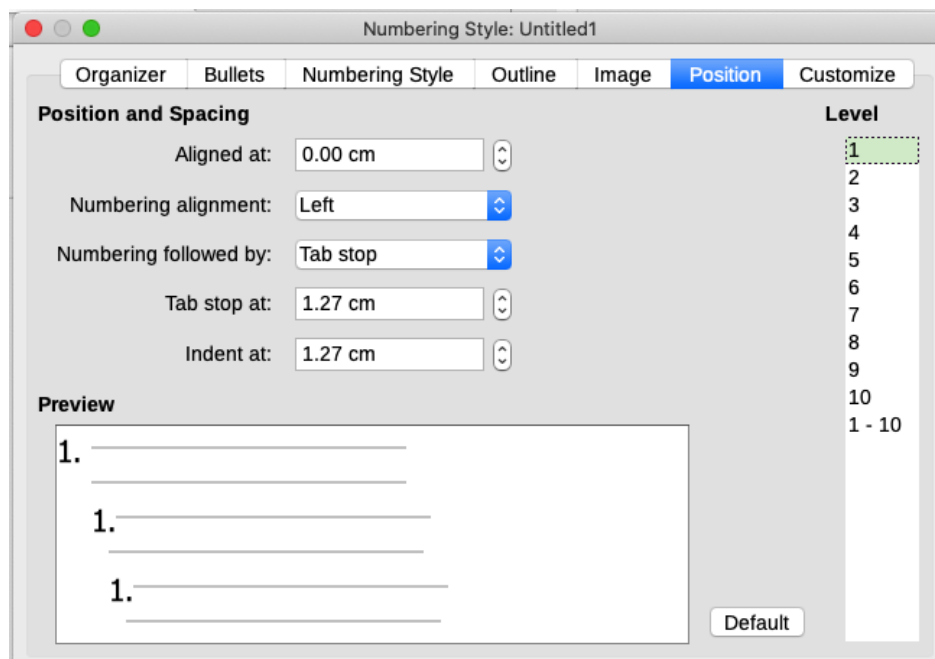 Numbering Style: Untitled1
Organizer Bullets Numbering Style Outline Image Position Customize
Position and Spacing
Aligned at: 0.00 cm
Numbering alignment: Left
Numbering followed by: Tab stop
Tab stop at: 1.27 cm
Indent at: 1.27 cm
Preview
1.
1.
1.
Default
Level
1
2
3
4
5
6
7
8
9
10
1 - 10